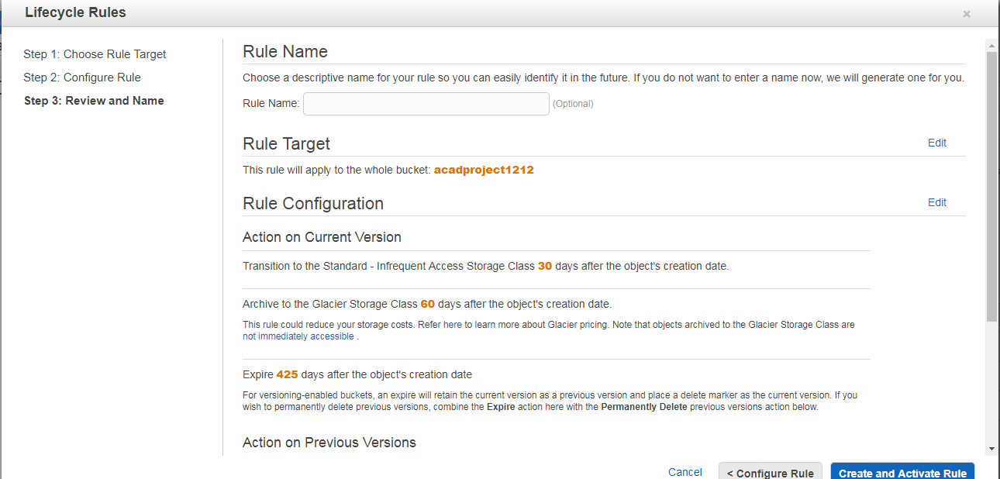 Lifecycle Rules
×
Step 1: Choose Rule Target
Step 2: Configure Rule
Step 3: Review and Name
Rule Name
Choose a descriptive name for your rule so you can easily identify it in the future. If you do not want to enter a name now, we will generate one for you.
Rule Name: (Optional)
Rule Target Edit
This rule will apply to the whole bucket: acadproject1212
Rule Configuration Edit
Action on Current Version
Transition to the Standard - Infrequent Access Storage Class 30 days after the object's creation date.
Archive to the Glacier Storage Class 60 days after the object's creation date.
This rule could reduce your storage costs. Refer here to learn more about Glacier pricing. Note that objects archived to the Glacier Storage Class are
not immediately accessible .
Expire 425 days after the object's creation date
For versioning-enabled buckets, an expire will retain the current version as a previous version and place a delete marker as the current version. If you
wish to permanently delete previous versions, combine the Expire action here with the Permanently Delete previous versions action below.
Action on Previous Versions
Cancel < Configure Rule Create and Activate Rule